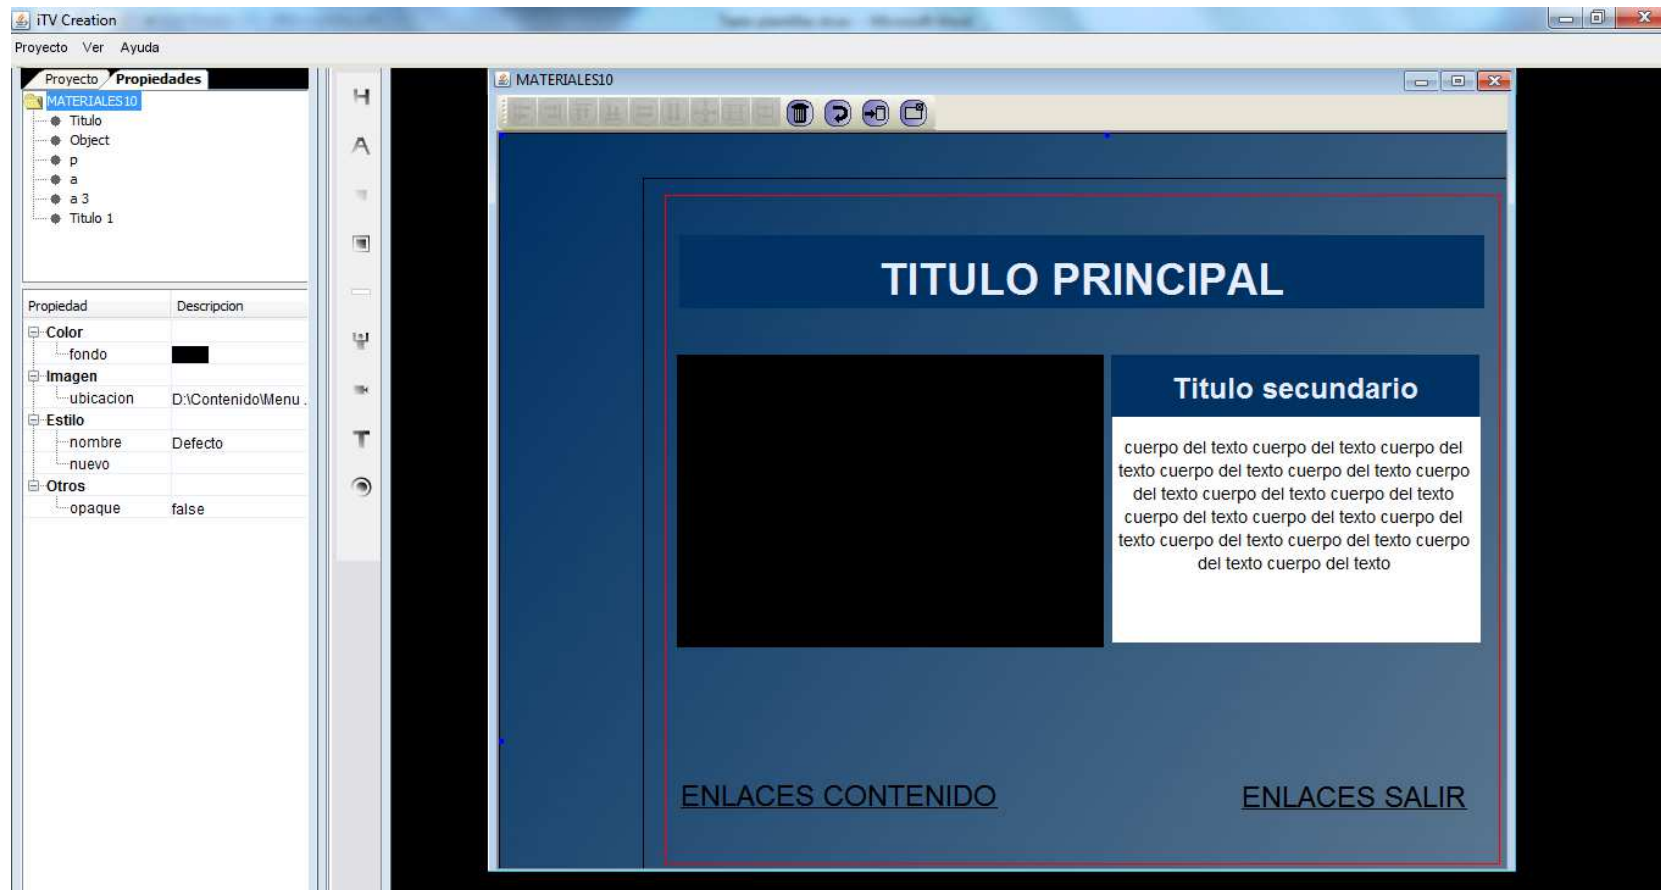 iTV Creation
Proyecto Ver Ayuda
Proyecto Propiedades
MATERIALES10
Titulo
Object
p
a
a 3
Titulo 1
Propiedad Descripcion
Color
fondo
Imagen
ubicacion D:\Contenido\Menu .
Estilo
nombre Defecto
nuevo
Otros
opaque false
H
A
T
MATERIALES10
TITULO PRINCIPAL
Titulo secundario
cuerpo del texto cuerpo del texto cuerpo del
texto cuerpo del texto cuerpo del texto cuerpo
del texto cuerpo del texto cuerpo del texto
cuerpo del texto cuerpo del texto cuerpo del
texto cuerpo del texto cuerpo del texto cuerpo
del texto cuerpo del texto
ENLACES CONTENIDO
ENLACES SALIR